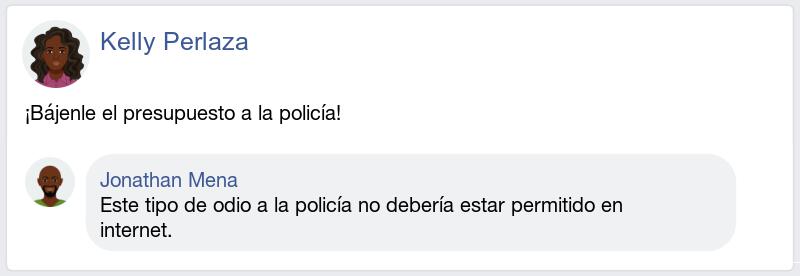 Kelly Perlaza
¡Bájenle el presupuesto a la policía!
Jonathan Mena
Este tipo de odio a la policía no debería estar permitido en
internet.